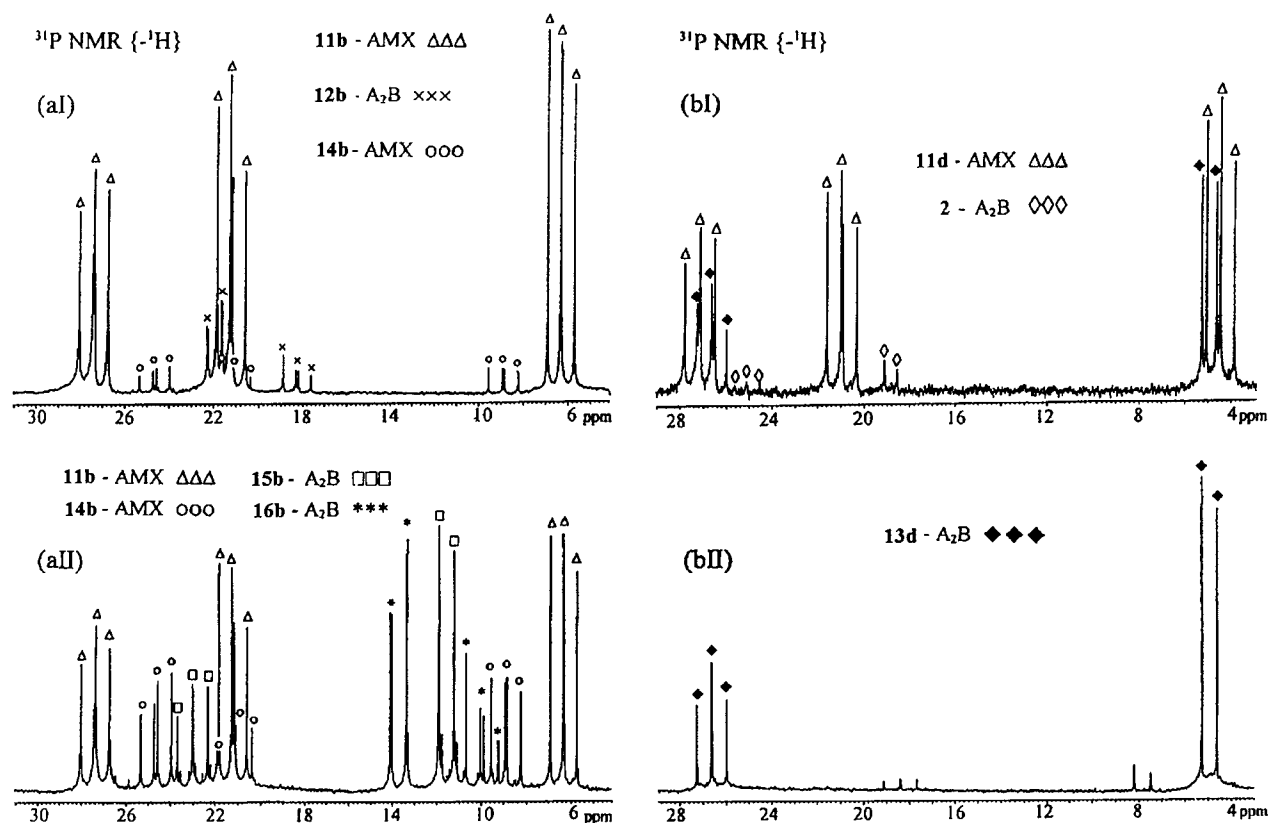 ³¹P NMR {-¹H}
(aI)
11b - AMX ΔΔΔ
12b - A₂B ×××
14b - AMX ooo
30 26 22 18 14 10 6 ppm
³¹P NMR {-¹H}
(bI)
11d - AMX ΔΔΔ
2 - A₂B ◊◊◊
28 24 20 16 12 8 4 ppm
11b - AMX ΔΔΔ 15b - A₂B □□□
14b - AMX ooo 16b - A₂B ***
(aII)
30 26 22 18 14 10 6 ppm
13d - A₂B ◆◆◆
(bII)
28 24 20 16 12 8 4 ppm